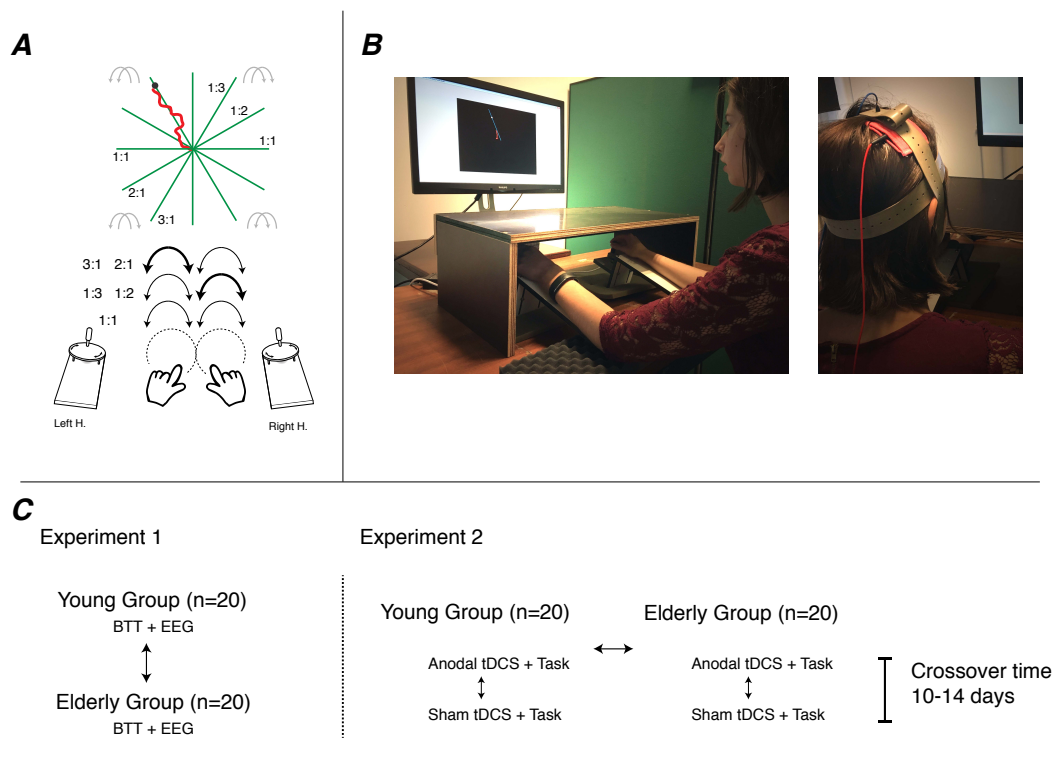 A
1:3
1:2
1:1
1:1
2:1
3:1
3:1 2:1
1:3 1:2
1:1
Left H.
Right H.
B
C
Experiment 1
Young Group (n=20)
BTT + EEG
Elderly Group (n=20)
BTT + EEG
Experiment 2
Young Group (n=20)
Anodal tDCS + Task
Sham tDCS + Task
Elderly Group (n=20)
Anodal tDCS + Task
Sham tDCS + Task
Crossover time
10-14 days